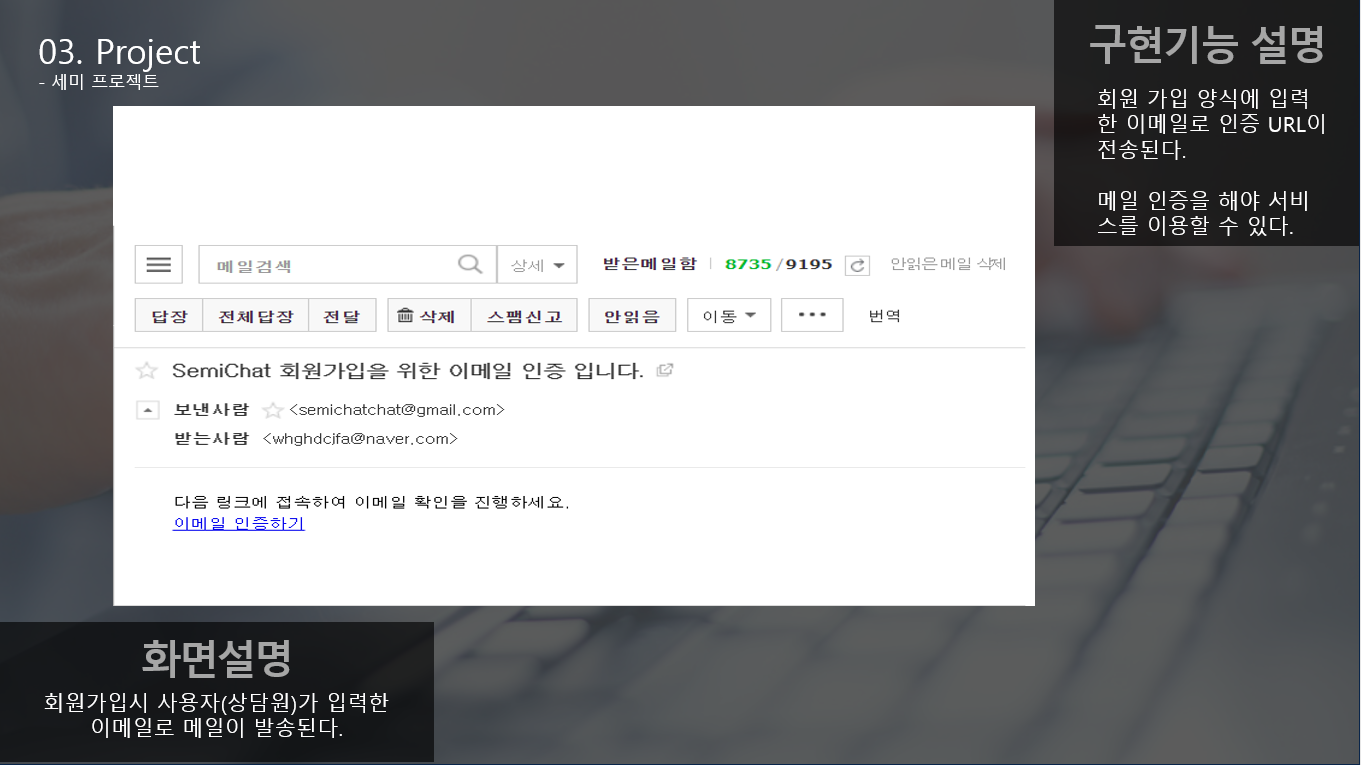 03. Project
- 세미 프로젝트
구현기능 설명
회원 가입 양식에 입력
한 이메일로 인증 URL이
전송된다.
메일 인증을 해야 서비
스를 이용할 수 있다.
메일검색 상세 받은메일함 8735/9195 안읽은메일 삭제
답장 전체답장 전달 삭제 스팸신고 안읽음 이동 ••• 번역
SemiChat 회원가입을 위한 이메일 인증 입니다.
보낸사람 <semichatchat@gmail.com>
받는사람 <whghdcjfa@naver.com>
다음 링크에 접속하여 이메일 확인을 진행하세요.
이메일 인증하기
화면설명
회원가입시 사용자(상담원)가 입력한
이메일로 메일이 발송된다.